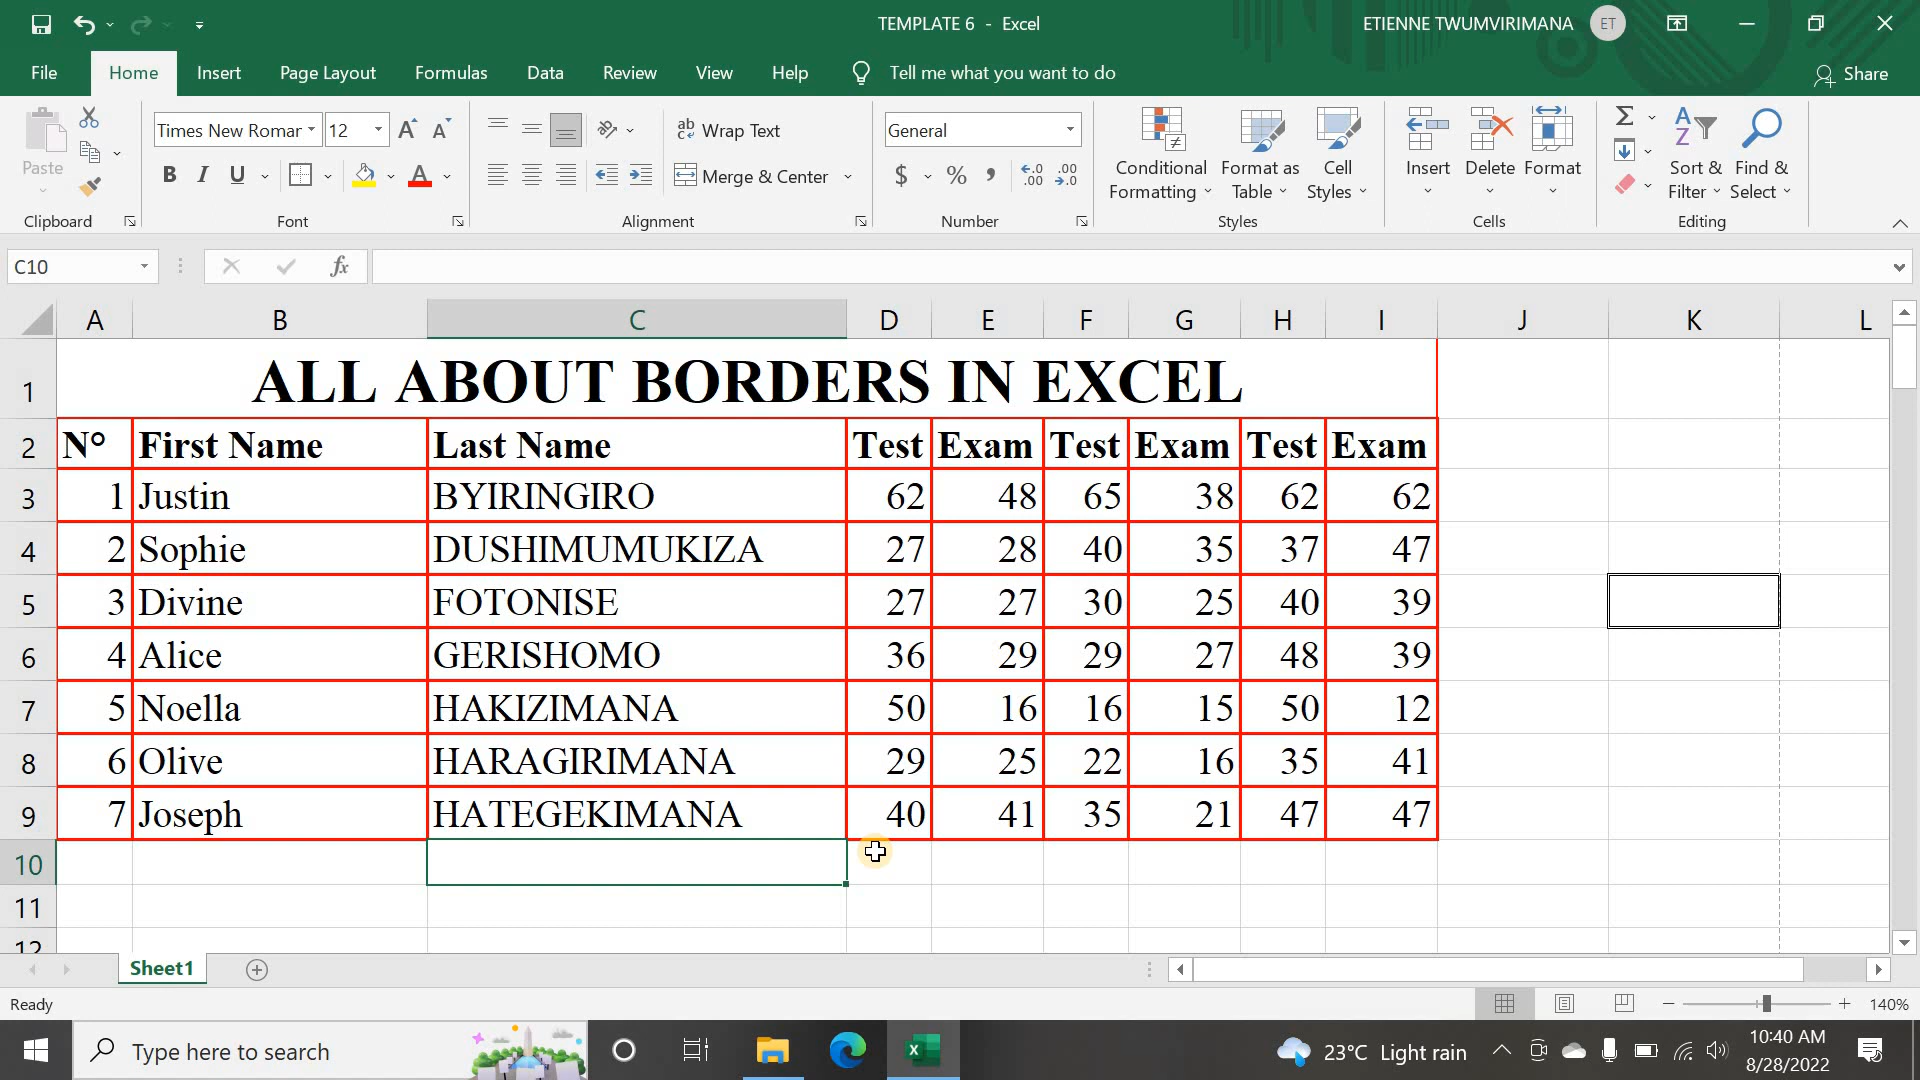 TEMPLATE 6 - Excel
ETIENNE TWUMVIRIMANA ET
File Home Insert Page Layout Formulas Data Review View Help Tell me what you want to do Share
Paste
Clipboard
Times New Romar 12
A A
B I U A
Font
ab Wrap Text
Merge & Center
Alignment
General
$ % , .00 .00
Number
Conditional Formatting
Format as Table
Cell Styles
Styles
Insert Delete Format
Cells
Sort & Filter
Find & Select
Editing
C10 fx
A B C D E F G H I J K L
1 ALL ABOUT BORDERS IN EXCEL
2 N° First Name Last Name Test Exam Test Exam Test Exam
3 1 Justin BYIRINGIRO 62 48 65 38 62 62
4 2 Sophie DUSHIMUMUKIZA 27 28 40 35 37 47
5 3 Divine FOTONISE 27 27 30 25 40 39
6 4 Alice GERISHOMO 36 29 29 27 48 39
7 5 Noella HAKIZIMANA 50 16 16 15 50 12
8 6 Olive HARAGIRIMANA 29 25 22 16 35 41
9 7 Joseph HATEGEKIMANA 40 41 35 21 47 47
10
11
12
Sheet1
Ready 140%
Type here to search
23°C Light rain
10:40 AM
8/28/2022